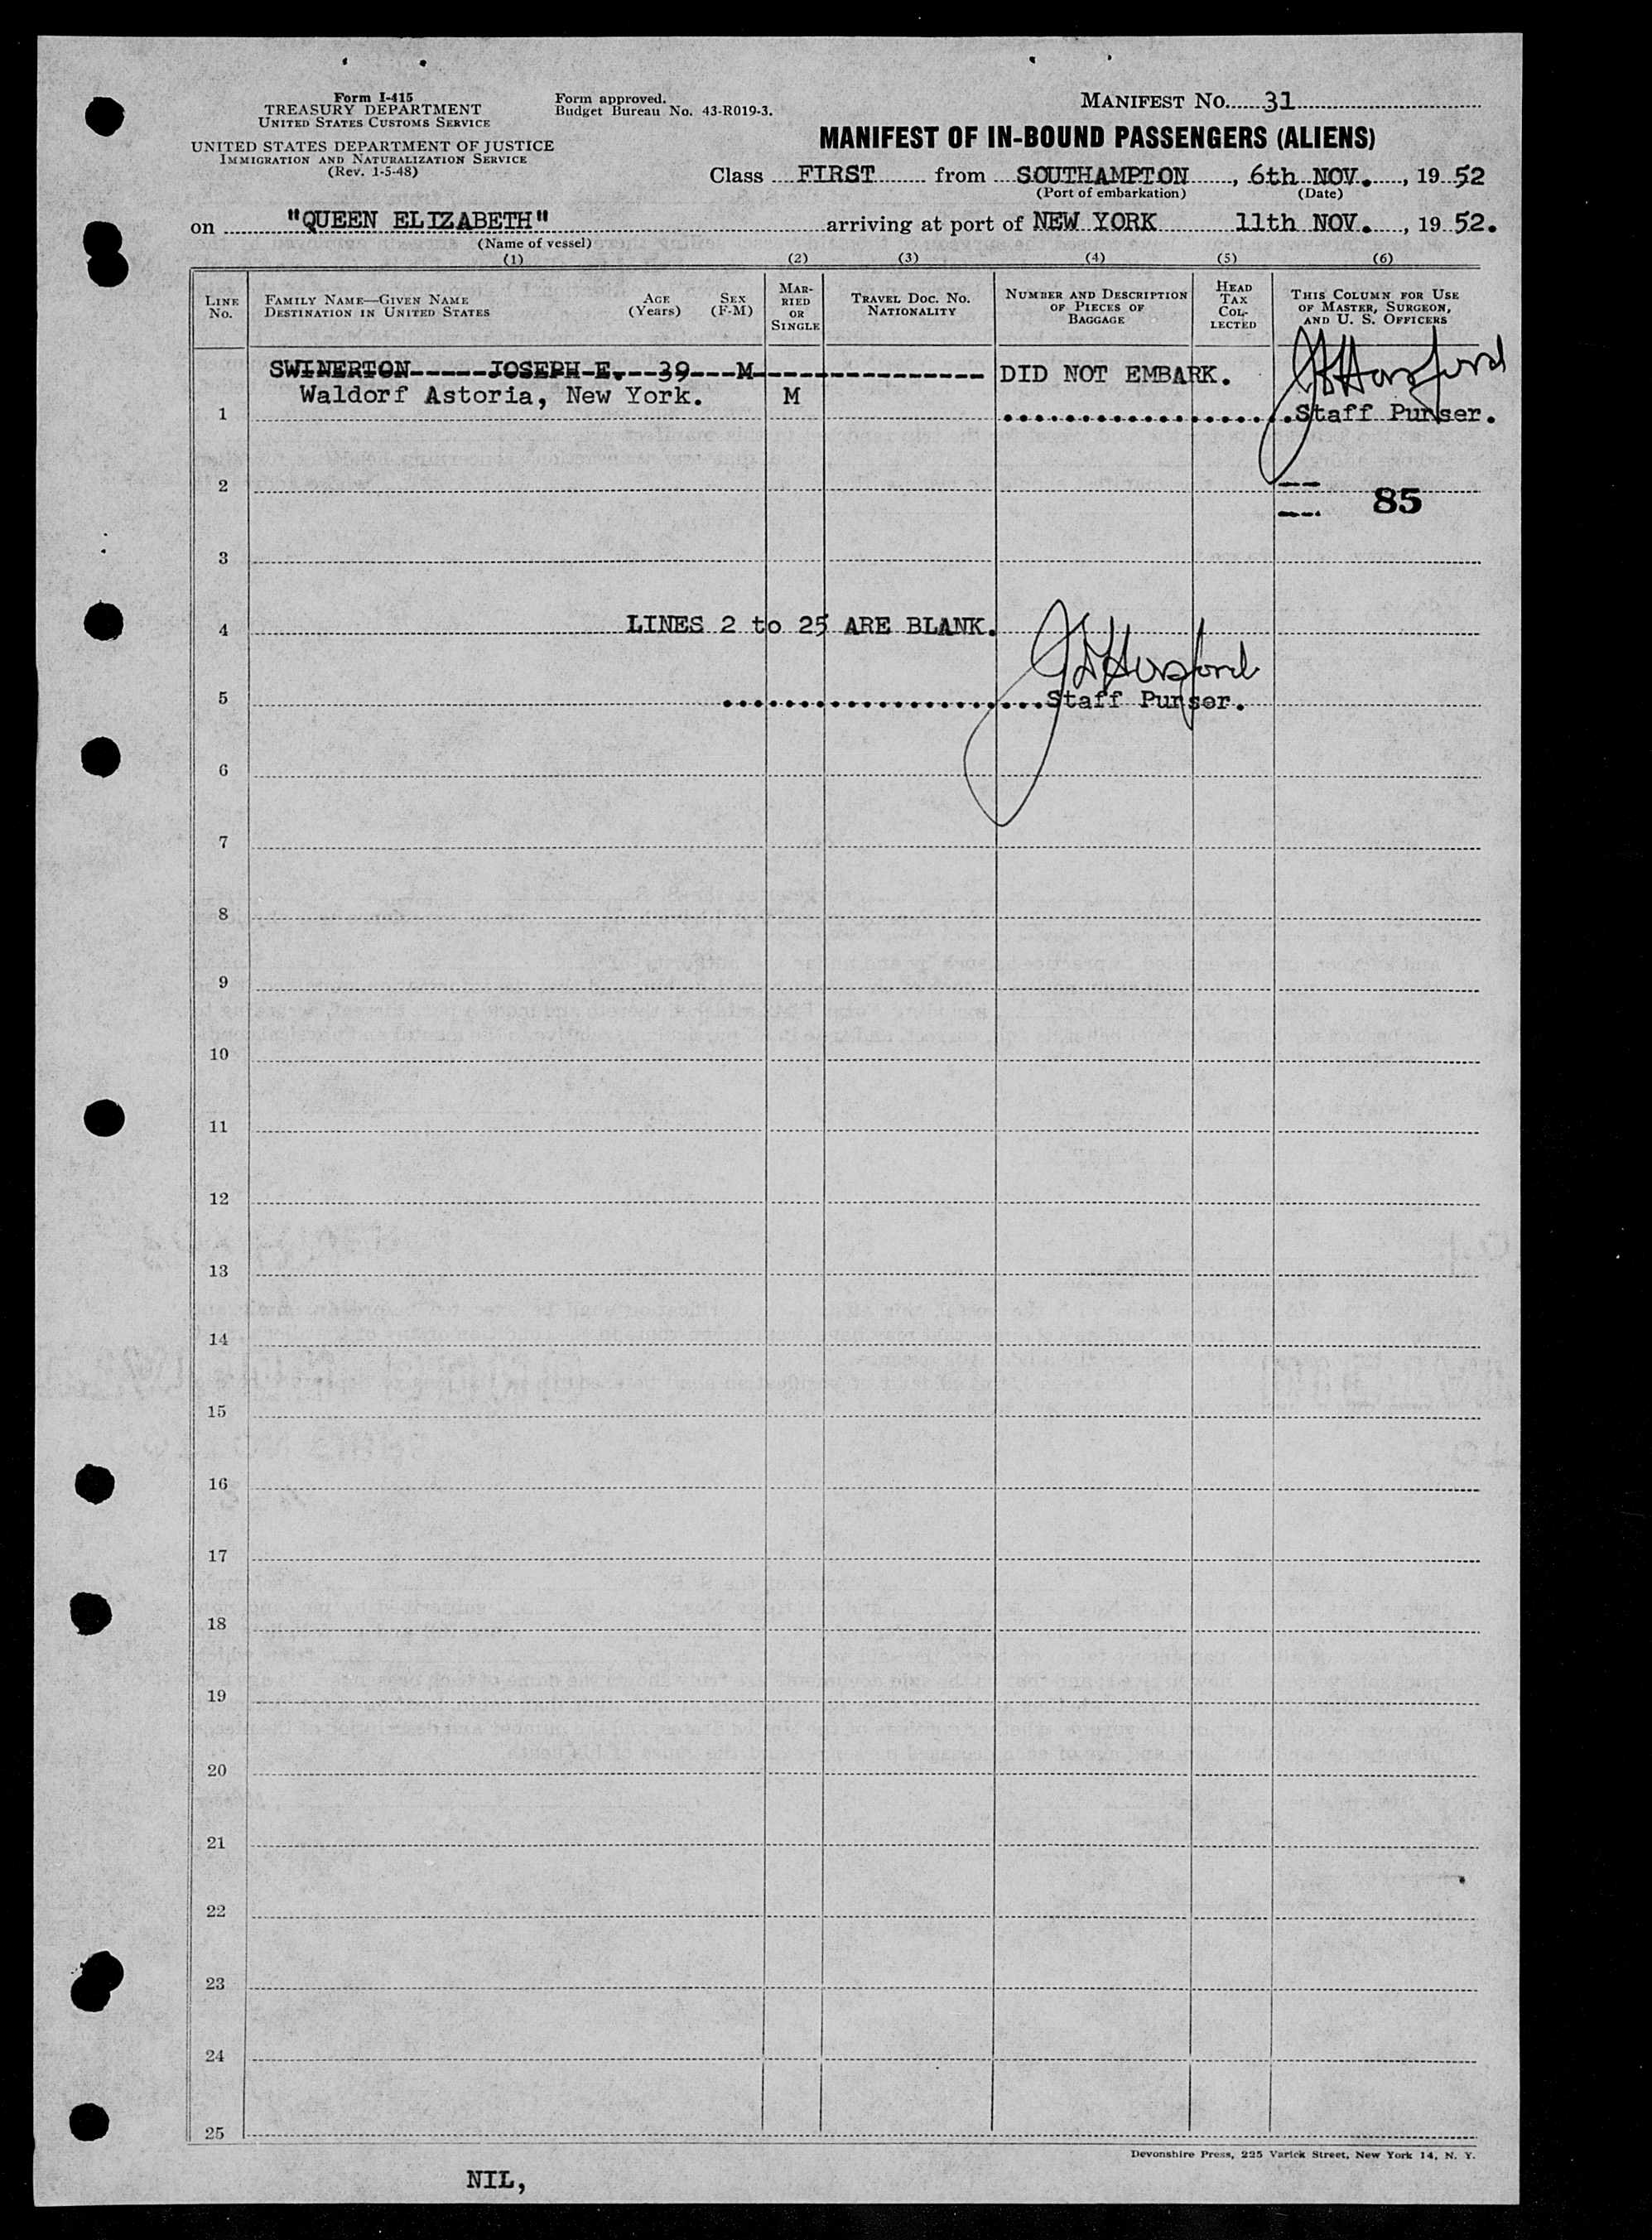 Form I-415
TREASURY DEPARTMENT
UNITED STATES CUSTOMS SERVICE
UNITED STATES DEPARTMENT OF JUSTICE
IMMIGRATION AND NATURALIZATION SERVICE
(Rev. 1-5-48)
Form approved.
Budget Bureau No. 43-R019-3.
MANIFEST No. 31
MANIFEST OF IN-BOUND PASSENGERS (ALIENS)
Class FIRST from SOUTHAMPTON, 6th NOV., 19 52
(Port of embarkation) (Date)
on "QUEEN ELIZABETH" arriving at port of NEW YORK 11th NOV., 19 52.
(Name of vessel)
(1) (2) (3) (4) (5) (6)
LINE No.
FAMILY NAME—GIVEN NAME
DESTINATION IN UNITED STATES
AGE (Years)
SEX (F-M)
MARRIED OR SINGLE
TRAVEL DOC. NO.
NATIONALITY
NUMBER AND DESCRIPTION
OF PIECES OF
BAGGAGE
HEAD
TAX
COL-
LECTED
THIS COLUMN FOR USE
OF MASTER, SURGEON,
AND U. S. OFFICERS
SWINERTON-----JOSEPH E.--39---M--------------- DID NOT EMBARK.
Waldorf Astoria, New York. M
1 Staff Purser.
2
85
3
4 LINES 2 to 25 ARE BLANK.
5 Staff Purser.
6
7
8
9
10
11
12
13
14
15
16
17
18
19
20
21
22
23
24
25
Devonshire Press, 225 Varick Street, New York 14, N. Y.
NIL,